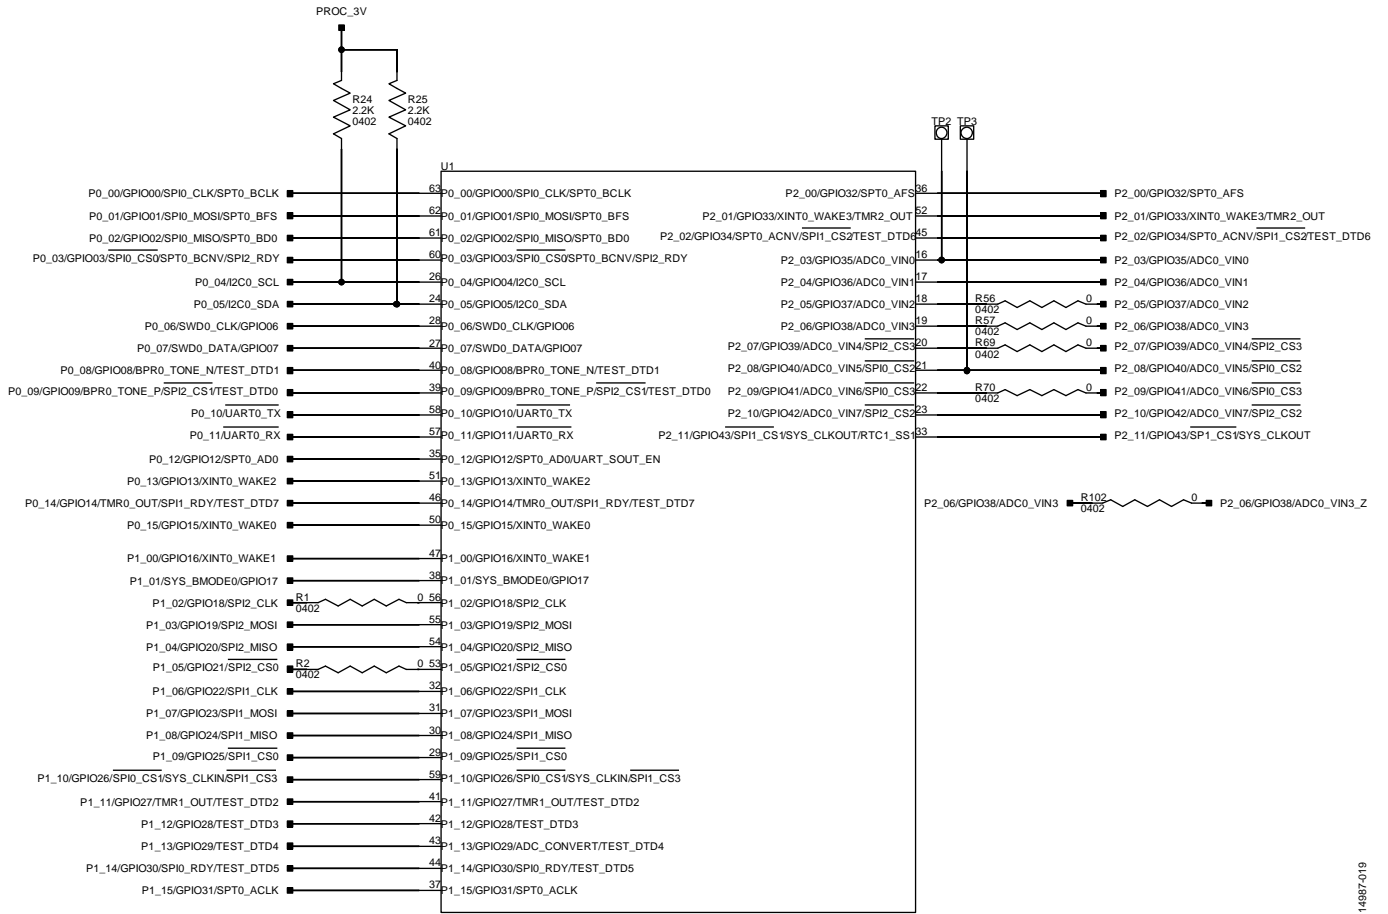 PROC_3V
R24
2.2K
0402
R25
2.2K
0402
TP2
TP3
U1
P0_00/GPIO00/SPI0_CLK/SPT0_BCLK 63 P0_00/GPIO00/SPI0_CLK/SPT0_BCLK
P0_01/GPIO01/SPI0_MOSI/SPT0_BFS 62 P0_01/GPIO01/SPI0_MOSI/SPT0_BFS
P0_02/GPIO02/SPI0_MISO/SPT0_BD0 61 P0_02/GPIO02/SPI0_MISO/SPT0_BD0
P0_03/GPIO03/SPI0_CS0/SPT0_BCNV/SPI2_RDY 60 P0_03/GPIO03/SPI0_CS0/SPT0_BCNV/SPI2_RDY
P0_04/I2C0_SCL 26 P0_04/GPIO04/I2C0_SCL
P0_05/I2C0_SDA 24 P0_05/GPIO05/I2C0_SDA
P0_06/SWD0_CLK/GPIO06 28 P0_06/SWD0_CLK/GPIO06
P0_07/SWD0_DATA/GPIO07 27 P0_07/SWD0_DATA/GPIO07
P0_08/GPIO08/BPR0_TONE_N/TEST_DTD1 40 P0_08/GPIO08/BPR0_TONE_N/TEST_DTD1
P0_09/GPIO09/BPR0_TONE_P/SPI2_CS1/TEST_DTD0 39 P0_09/GPIO09/BPR0_TONE_P/SPI2_CS1/TEST_DTD0
P0_10/UART0_TX 58 P0_10/GPIO10/UART0_TX
P0_11/UART0_RX 57 P0_11/GPIO11/UART0_RX
P0_12/GPIO12/SPT0_AD0 35 P0_12/GPIO12/SPT0_AD0/UART_SOUT_EN
P0_13/GPIO13/XINT0_WAKE2 51 P0_13/GPIO13/XINT0_WAKE2
P0_14/GPIO14/TMR0_OUT/SPI1_RDY/TEST_DTD7 46 P0_14/GPIO14/TMR0_OUT/SPI1_RDY/TEST_DTD7
P0_15/GPIO15/XINT0_WAKE0 50 P0_15/GPIO15/XINT0_WAKE0
P1_00/GPIO16/XINT0_WAKE1 47 P1_00/GPIO16/XINT0_WAKE1
P1_01/SYS_BMODE0/GPIO17 38 P1_01/SYS_BMODE0/GPIO17
P1_02/GPIO18/SPI2_CLK R1 0402 0 56 P1_02/GPIO18/SPI2_CLK
P1_03/GPIO19/SPI2_MOSI 55 P1_03/GPIO19/SPI2_MOSI
P1_04/GPIO20/SPI2_MISO 54 P1_04/GPIO20/SPI2_MISO
P1_05/GPIO21/SPI2_CS0 R2 0402 0 53 P1_05/GPIO21/SPI2_CS0
P1_06/GPIO22/SPI1_CLK 32 P1_06/GPIO22/SPI1_CLK
P1_07/GPIO23/SPI1_MOSI 31 P1_07/GPIO23/SPI1_MOSI
P1_08/GPIO24/SPI1_MISO 30 P1_08/GPIO24/SPI1_MISO
P1_09/GPIO25/SPI1_CS0 29 P1_09/GPIO25/SPI1_CS0
P1_10/GPIO26/SPI0_CS1/SYS_CLKIN/SPI1_CS3 59 P1_10/GPIO26/SPI0_CS1/SYS_CLKIN/SPI1_CS3
P1_11/GPIO27/TMR1_OUT/TEST_DTD2 41 P1_11/GPIO27/TMR1_OUT/TEST_DTD2
P1_12/GPIO28/TEST_DTD3 42 P1_12/GPIO28/TEST_DTD3
P1_13/GPIO29/TEST_DTD4 43 P1_13/GPIO29/ADC_CONVERT/TEST_DTD4
P1_14/GPIO30/SPI0_RDY/TEST_DTD5 44 P1_14/GPIO30/SPI0_RDY/TEST_DTD5
P1_15/GPIO31/SPT0_ACLK 37 P1_15/GPIO31/SPT0_ACLK
P2_00/GPIO32/SPT0_AFS 36 P2_00/GPIO32/SPT0_AFS
P2_01/GPIO33/XINT0_WAKE3/TMR2_OUT 52 P2_01/GPIO33/XINT0_WAKE3/TMR2_OUT
P2_02/GPIO34/SPT0_ACNV/SPI1_CS2/TEST_DTD6 45 P2_02/GPIO34/SPT0_ACNV/SPI1_CS2/TEST_DTD6
P2_03/GPIO35/ADC0_VIN0 16 P2_03/GPIO35/ADC0_VIN0
P2_04/GPIO36/ADC0_VIN1 17 P2_04/GPIO36/ADC0_VIN1
P2_05/GPIO37/ADC0_VIN2 18 R56 0402 0 P2_05/GPIO37/ADC0_VIN2
P2_06/GPIO38/ADC0_VIN3 19 R57 0402 0 P2_06/GPIO38/ADC0_VIN3
P2_07/GPIO39/ADC0_VIN4/SPI2_CS3 20 R69 0402 0 P2_07/GPIO39/ADC0_VIN4/SPI2_CS3
P2_08/GPIO40/ADC0_VIN5/SPI0_CS2 21 P2_08/GPIO40/ADC0_VIN5/SPI0_CS2
P2_09/GPIO41/ADC0_VIN6/SPI0_CS3 22 R70 0402 0 P2_09/GPIO41/ADC0_VIN6/SPI0_CS3
P2_10/GPIO42/ADC0_VIN7/SPI2_CS2 23 P2_10/GPIO42/ADC0_VIN7/SPI2_CS2
P2_11/GPIO43/SPI1_CS1/SYS_CLKOUT/RTC1_SS1 33 P2_11/GPIO43/SP1_CS1/SYS_CLKOUT
P2_06/GPIO38/ADC0_VIN3 R102 0402 0 P2_06/GPIO38/ADC0_VIN3_Z
14987-019